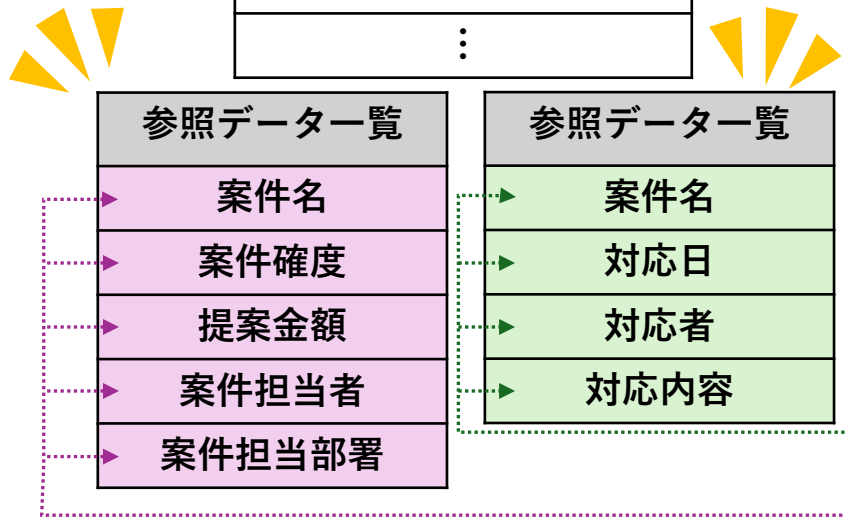 ⋮
参照データ一覧
案件名
案件確度
提案金額
案件担当者
案件担当部署
参照データ一覧
案件名
対応日
対応者
対応内容